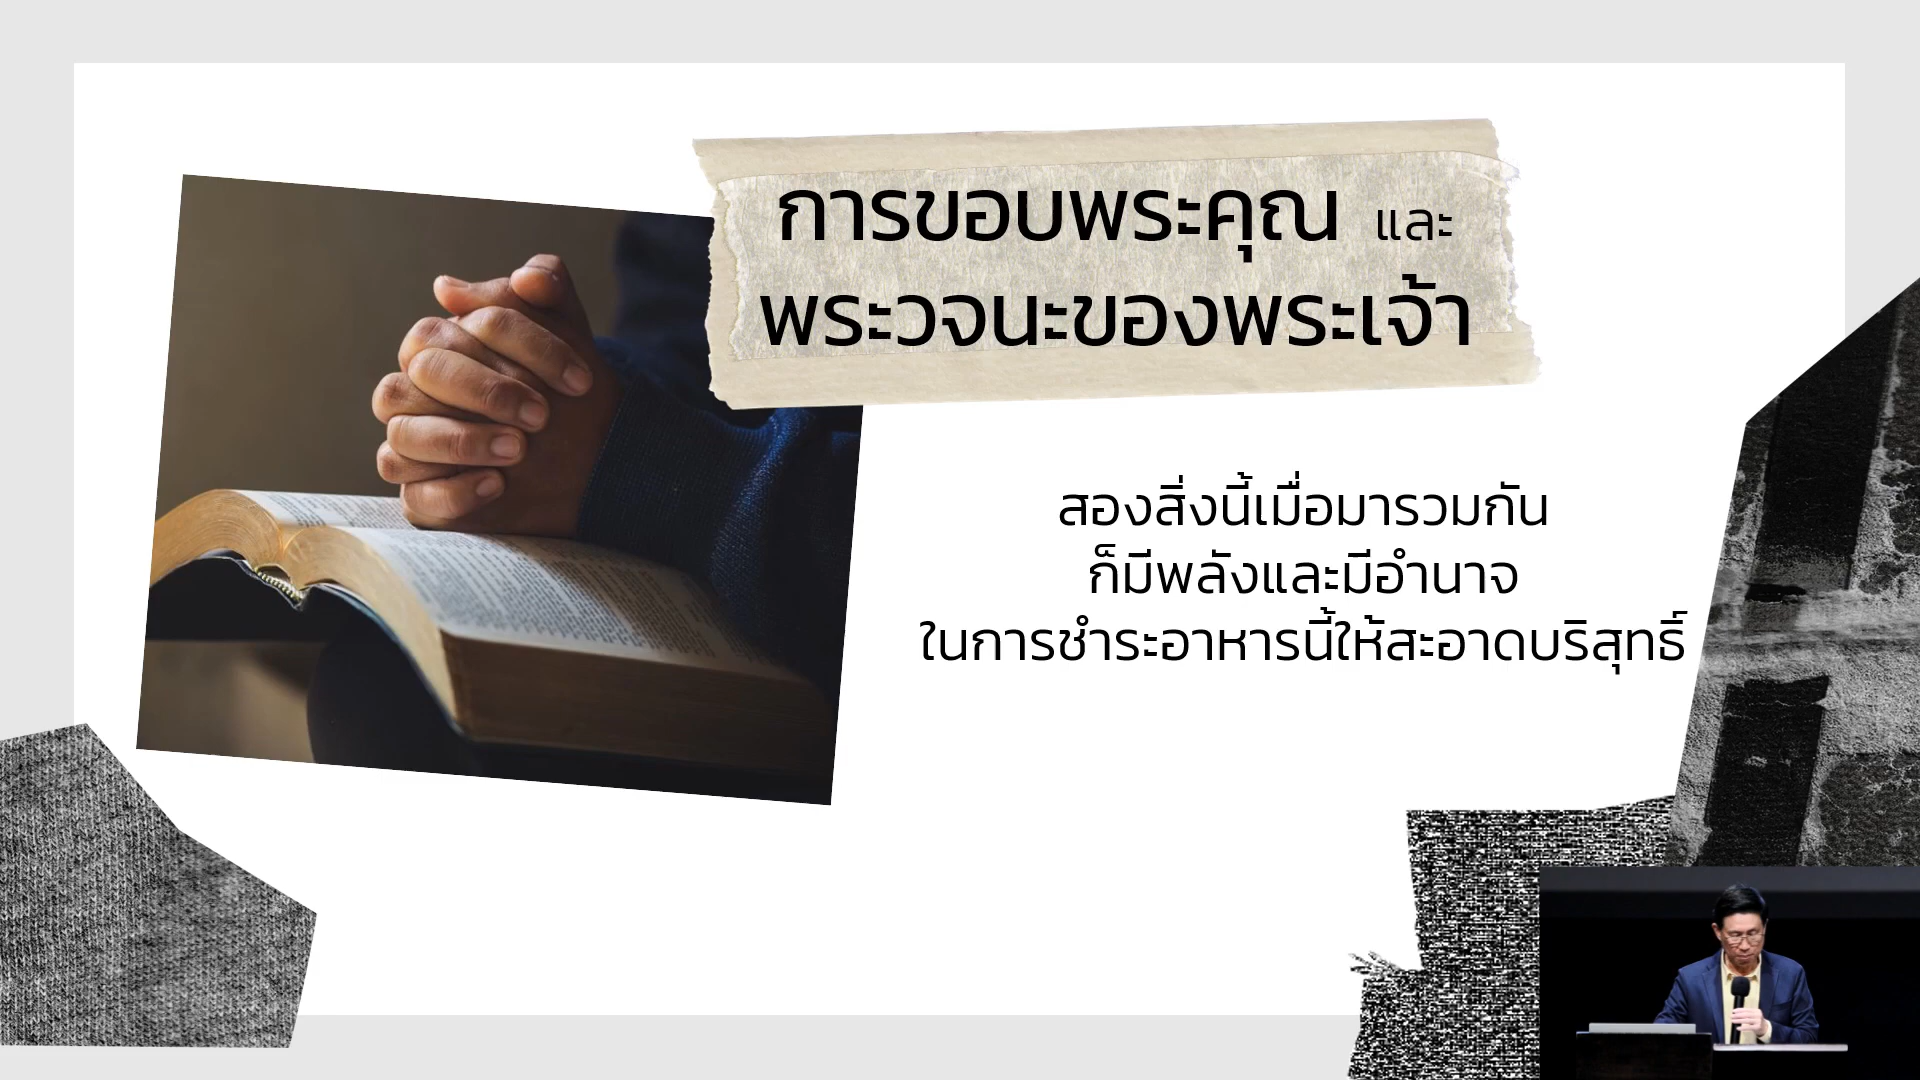 การขอบพระคุณ และ
พระวจนะของพระเจ้า
สองสิ่งนี้เมื่อมารวมกัน
ก็มีพลังและมีอำนาจ
ในการชำระอาหารนี้ให้สะอาดบริสุทธิ์